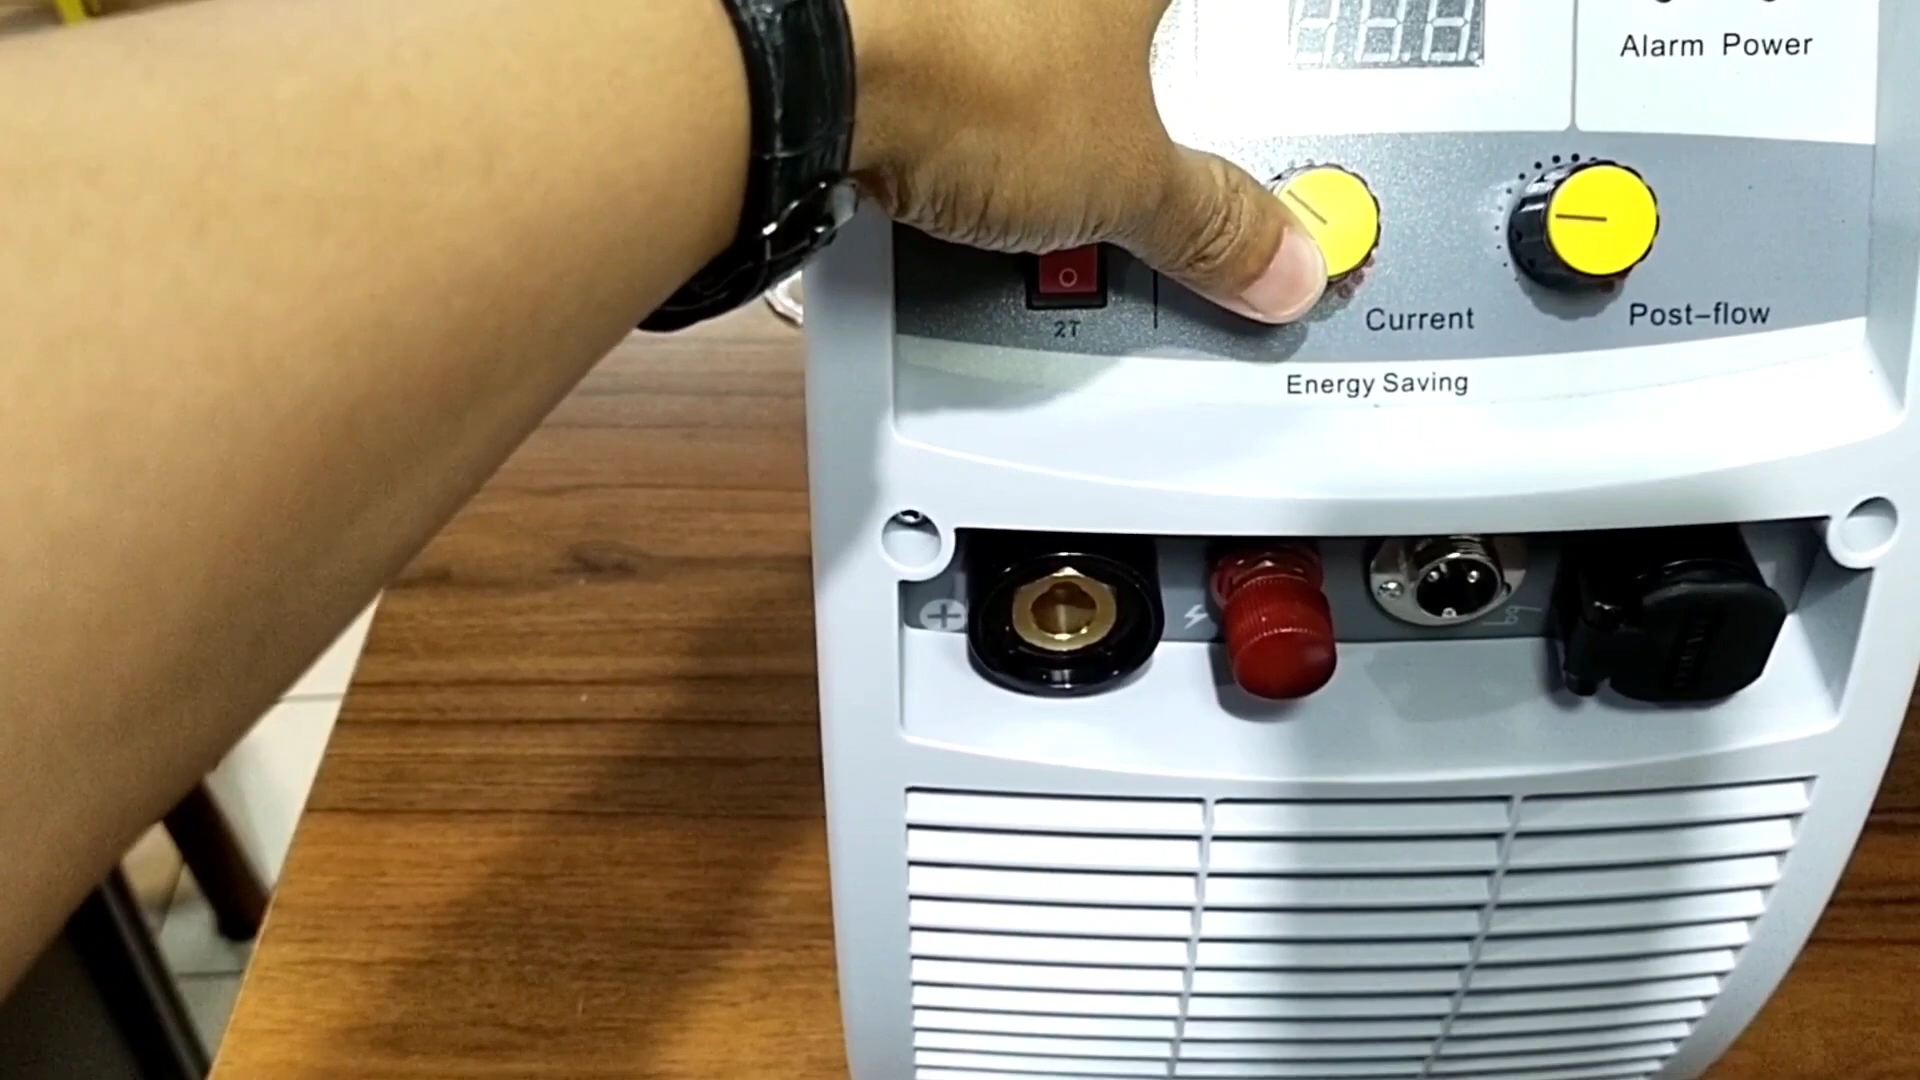 Alarm Power
2T
Current
Post-flow
Energy Saving